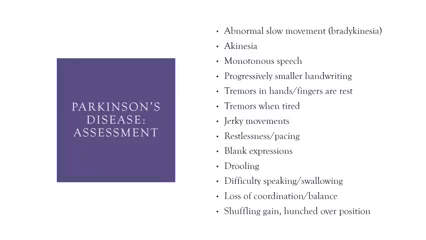 PARKINSON'S
DISEASE:
ASSESSMENT
• Abnormal slow movement (bradykinesia)
• Akinesia
• Monotonous speech
• Progressively smaller handwriting
• Tremors in hands/fingers are rest
• Tremors when tired
• Jerky movements
• Restlessness/pacing
• Blank expressions
• Drooling
• Difficulty speaking/swallowing
• Loss of coordination/balance
• Shuffling gain, hunched over position